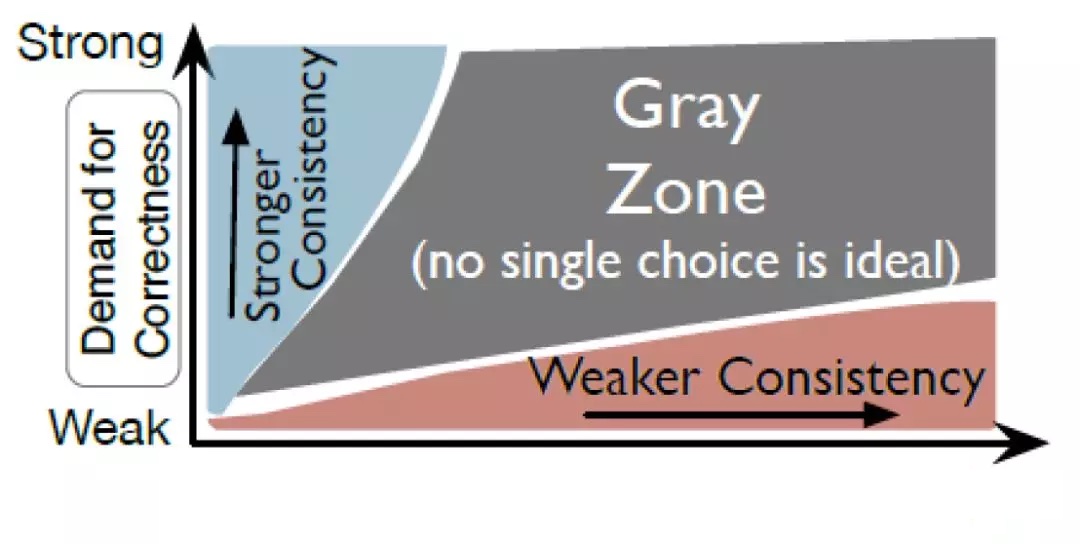 Strong
Demand for
Correctness
Weak
Stronger
Consistency
Gray
Zone
(no single choice is ideal)
Weaker Consistency